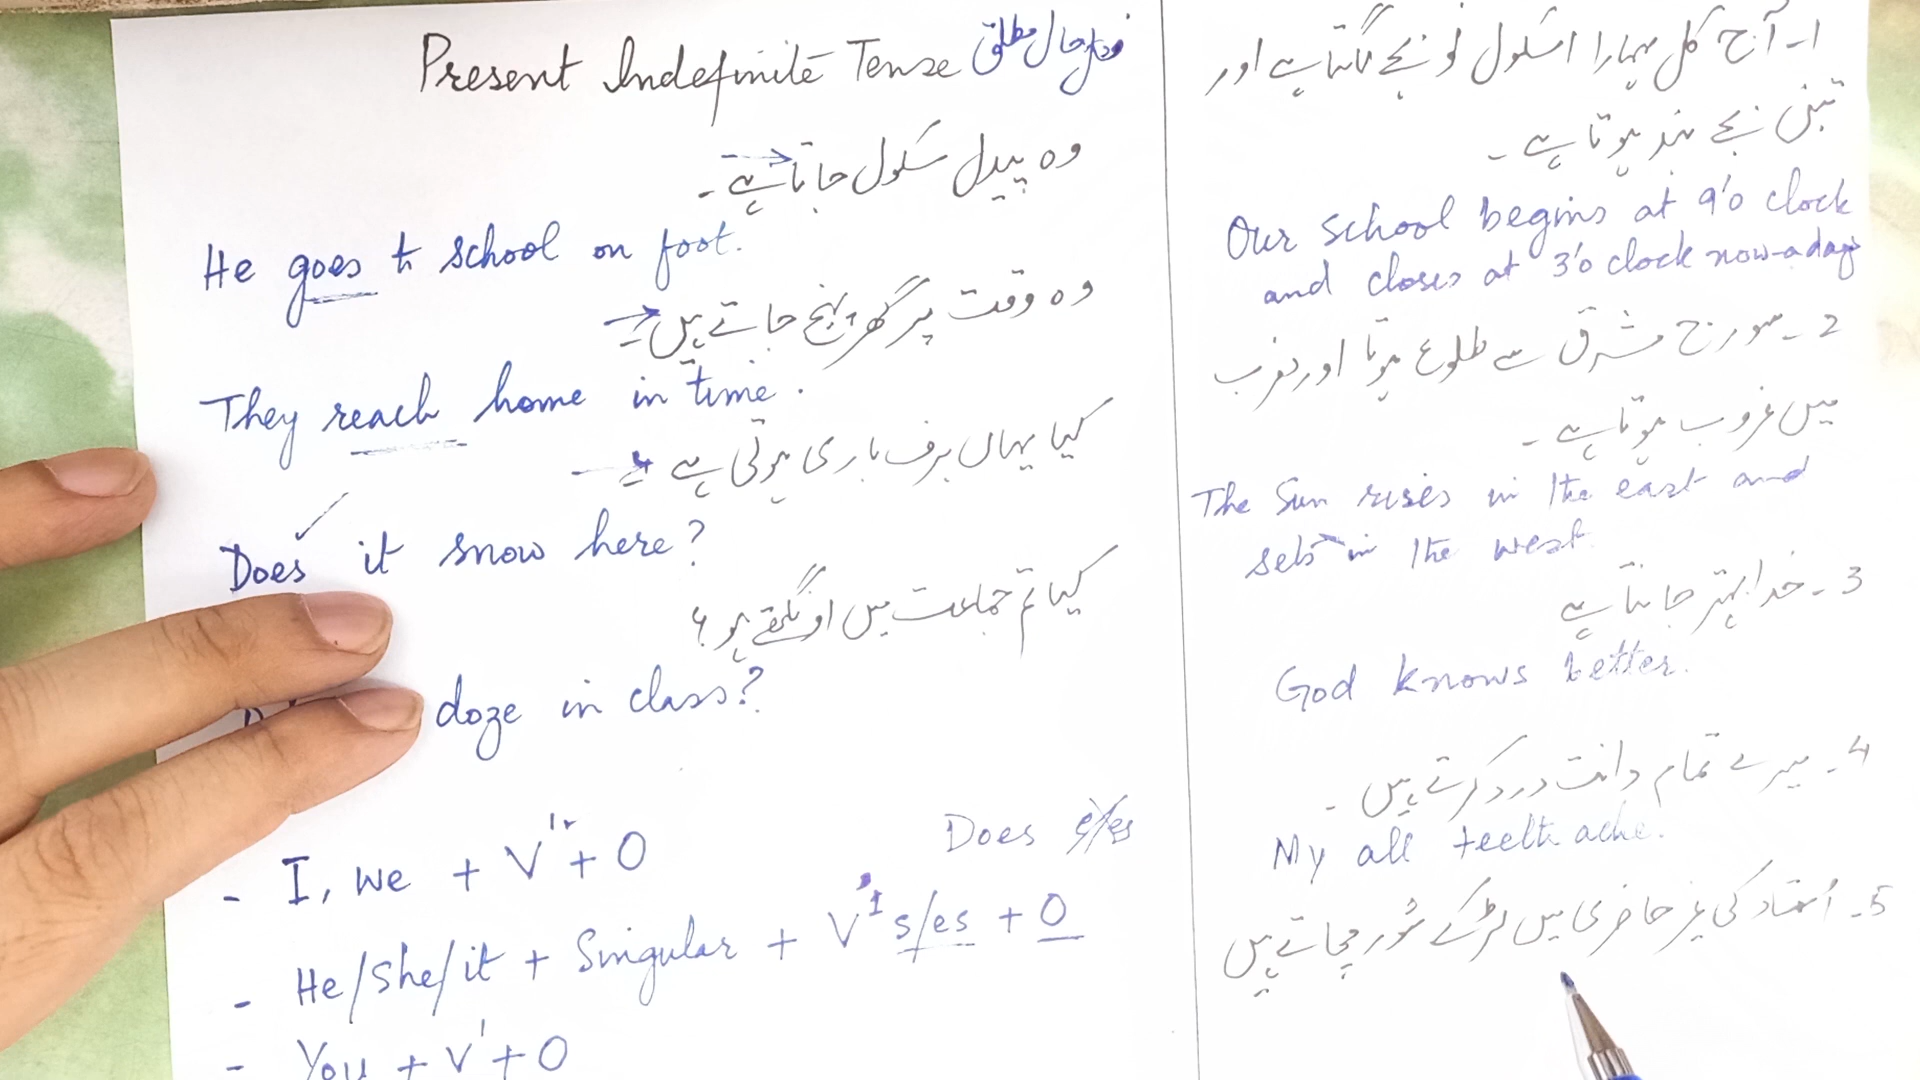 Present Indefinite Tense فعل حال مطلق
وہ پیدل سکول جاتا ہے۔
He goes to school on foot.
وہ وقت پر گھر پہنچ جاتے ہیں۔
They reach home in time.
کیا یہاں برف باری ہوتی ہے
Does it snow here?
کیا تم جماعت میں اونگھتے ہو؟
doze in class?
- I, we + V + O
Does s/es
- He/She/it + Singular + V¹ s/es + O
- You + V¹ + O
1۔ آج کل ہمارا اسکول نو بجے لگتا ہے اور
تین بجے بند ہوتا ہے۔
Our school begins at 9'o clock
and closes at 3'o clock now-a days
2۔ سورج مشرق سے طلوع ہوتا اور مغرب
میں غروب ہوتا ہے۔
The Sun rises in the east and
sets in the west
3۔ خدا بہتر جانتا ہے
God knows better.
4۔ میرے تمام دانت درد کرتے ہیں۔
My all teeth ache.
5۔ استاد کی غیر حاضری میں لڑکے شور مچاتے ہیں